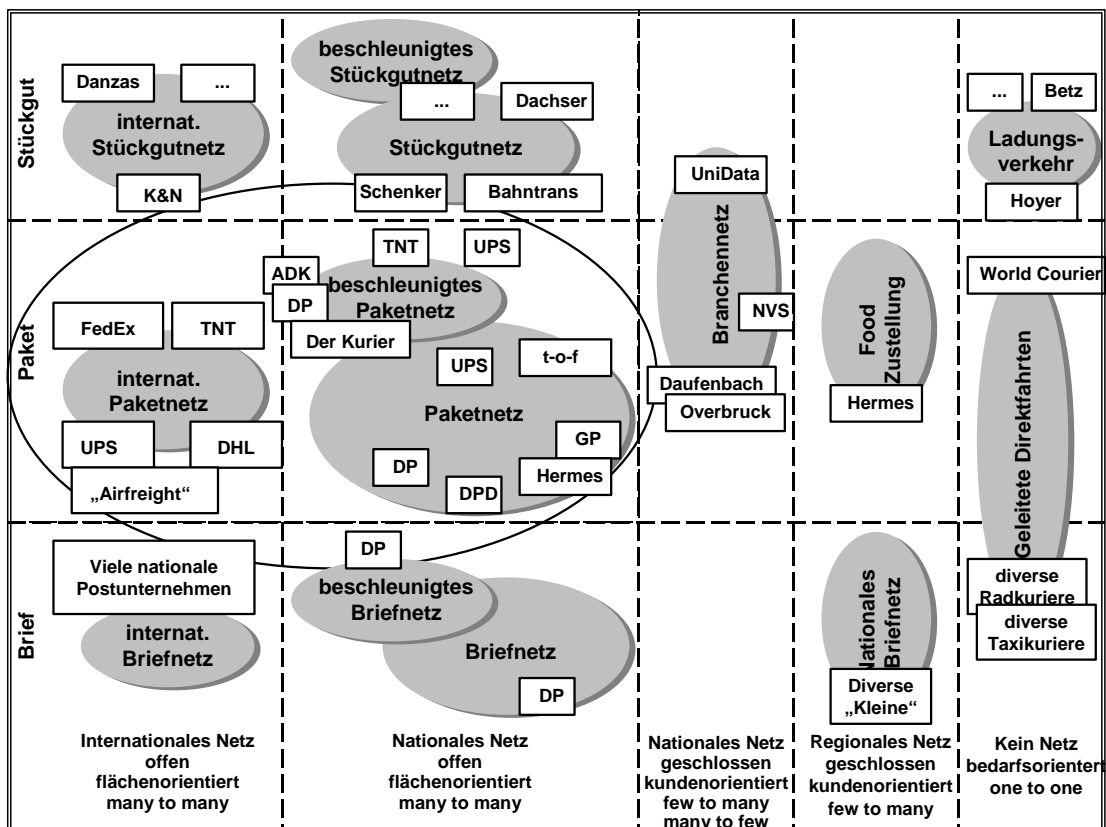 Stückgut
Danzas
...
internat.
Stückgutnetz
K&N
beschleunigtes
Stückgutnetz
...
Dachser
Stückgutnetz
Schenker
Bahntrans
UniData
Branchennetz
NVS
Daufenbach
Overbruck
...
Betz
Ladungs-
verkehr
Hoyer
Paket
FedEx
TNT
internat.
Paketnetz
UPS
DHL
„Airfreight“
ADK
DP
TNT
UPS
beschleunigtes
Paketnetz
Der Kurier
UPS
t-o-f
Paketnetz
GP
DP
Hermes
DPD
Food
Zustellung
Hermes
World Courier
Geleitete Direktfahrten
diverse
Radkuriere
diverse
Taxikuriere
Brief
Viele nationale
Postunternehmen
internat.
Briefnetz
DP
beschleunigtes
Briefnetz
Briefnetz
DP
Nationales
Briefnetz
Diverse
„Kleine“
Internationales Netz
offen
flächenorientiert
many to many
Nationales Netz
offen
flächenorientiert
many to many
Nationales Netz
geschlossen
kundenorientiert
few to many
many to few
Regionales Netz
geschlossen
kundenorientiert
few to many
Kein Netz
bedarfsorientert
one to one